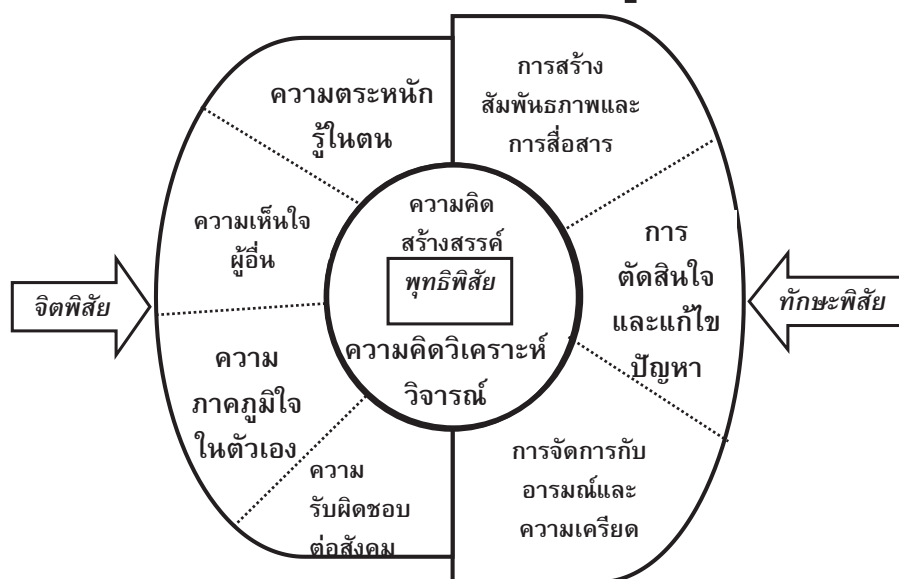 ความตระหนัก
รู้ในตน
การสร้าง
สัมพันธภาพและ
การสื่อสาร
ความเห็นใจ
ผู้อื่น
ความคิด
สร้างสรรค์
พุทธิพิสัย
ความคิดวิเคราะห์
วิจารณ์
การ
ตัดสินใจ
และแก้ไข
ปัญหา
จิตพิสัย
ทักษะพิสัย
ความ
ภาคภูมิใจ
ในตัวเอง
ความ
รับผิดชอบ
ต่อสังคม
การจัดการกับ
อารมณ์และ
ความเครียด